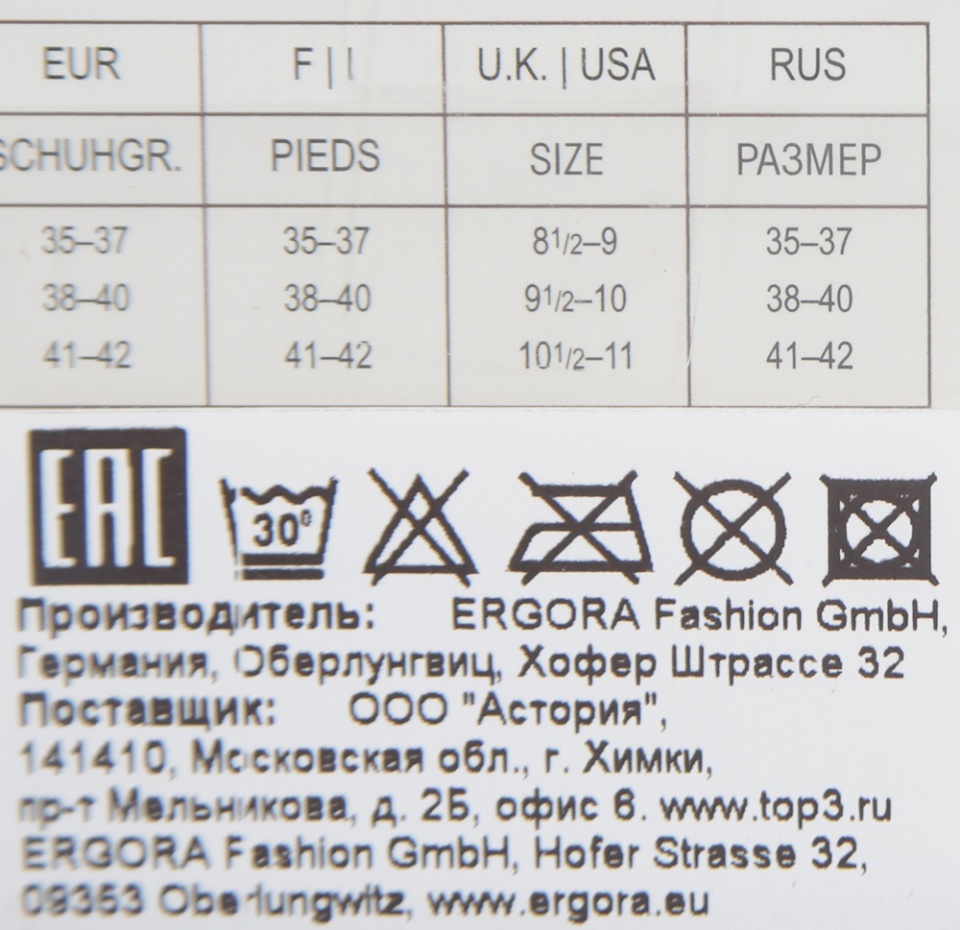 EUR F | I U.K. | USA RUS
SCHUHGR. PIEDS SIZE РАЗМЕР
35–37 35–37 81/2–9 35–37
38–40 38–40 91/2–10 38–40
41–42 41–42 101/2–11 41–42
EAC 30°
Производитель: ERGORA Fashion GmbH,
Германия, Оберлунгвиц, Хофер Штрассе 32
Поставщик: ООО "Астория",
141410, Московская обл., г. Химки,
пр-т Мельникова, д. 2Б, офис 6. www.top3.ru
ERGORA Fashion GmbH, Hofer Strasse 32,
09353 Oberlungwitz, www.ergora.eu